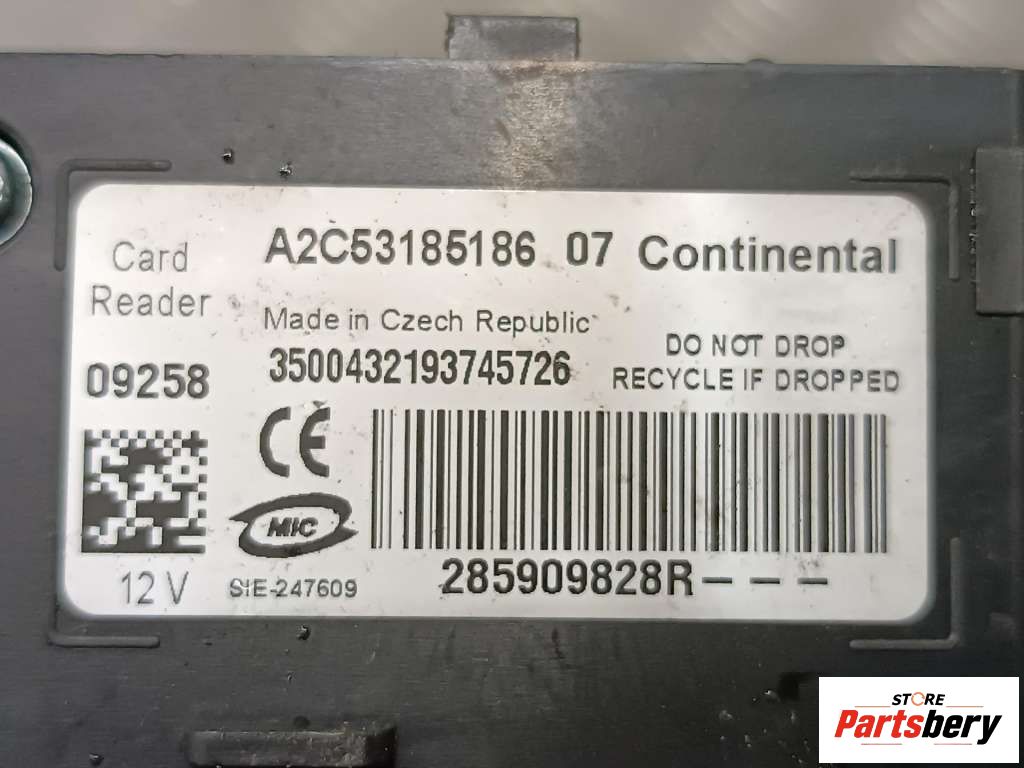 Card
Reader
A2C53185186 07 Continental
Made in Czech Republic
3500432193745726
DO NOT DROP
RECYCLE IF DROPPED
09258
CE
MIC
12 V
SIE-247609
285909828R---
STORE
Partsbery